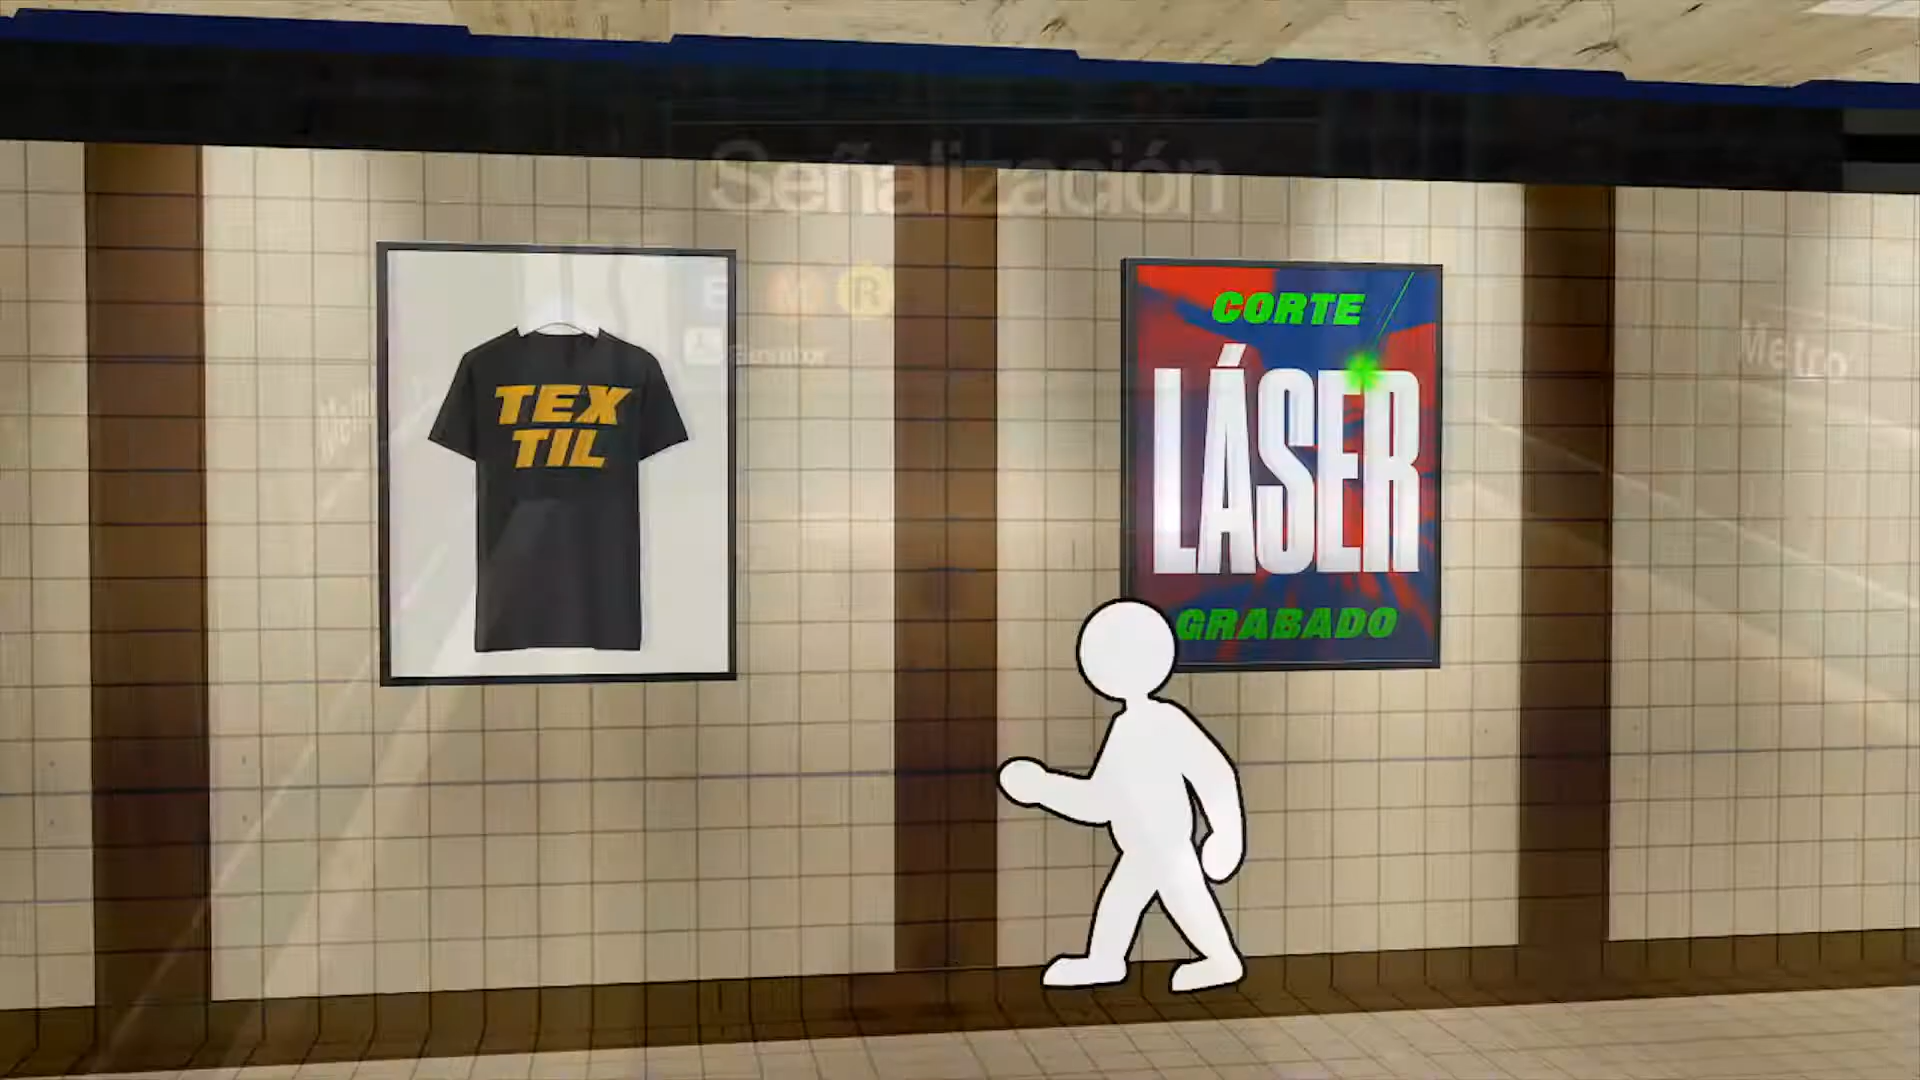 Señalización
E M R
TEX
TIL
CORTE
LÁSER
GRABADO
Metro